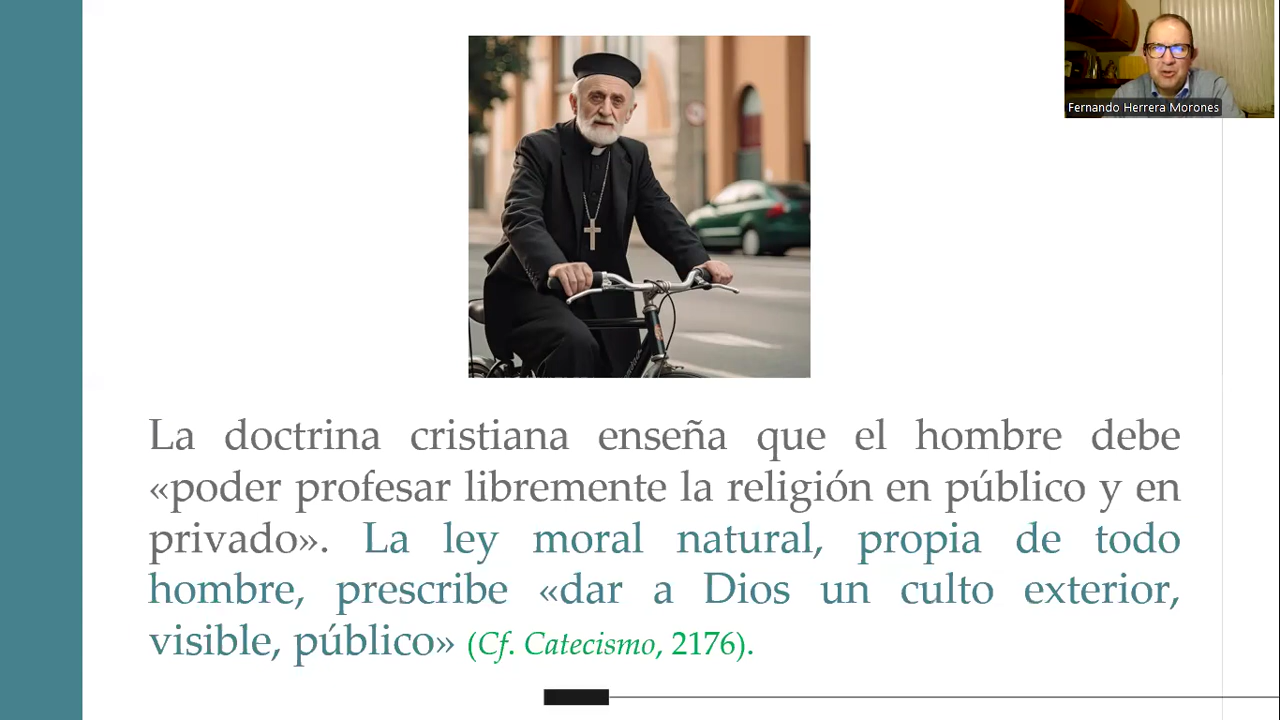 Fernando Herrera Morones
La doctrina cristiana enseña que el hombre debe
«poder profesar libremente la religión en público y en
privado». La ley moral natural, propia de todo
hombre, prescribe «dar a Dios un culto exterior,
visible, público» (Cf. Catecismo, 2176).